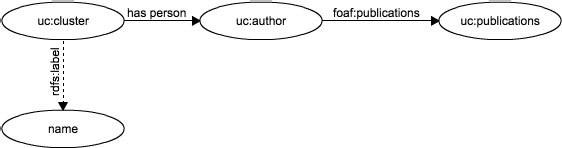 uc:cluster
has person
uc:author
foaf:publications
uc:publications
rdfs:label
name